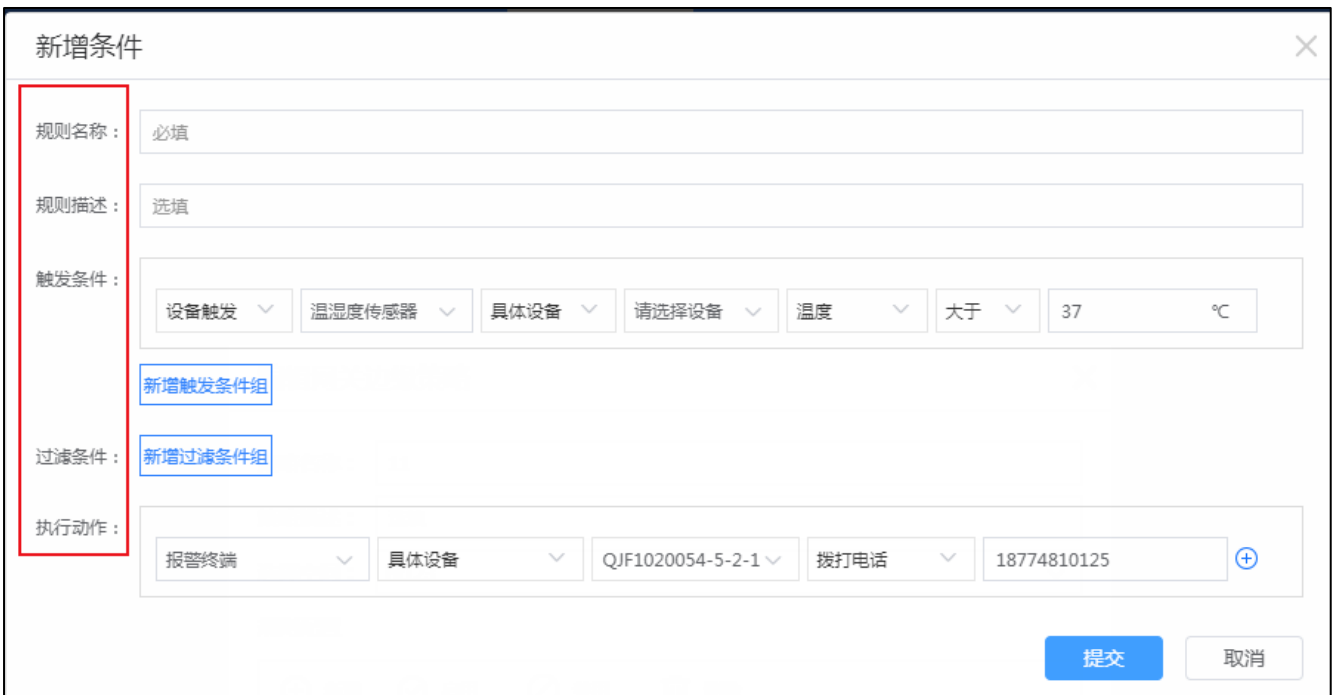 新增条件
规则名称：
必填
规则描述：
选填
触发条件：
设备触发 温湿度传感器 具体设备 请选择设备 温度 大于 37 ℃
新增触发条件组
过滤条件：
新增过滤条件组
执行动作：
报警终端 具体设备 QJF1020054-5-2-1 拨打电话 18774810125
提交 取消